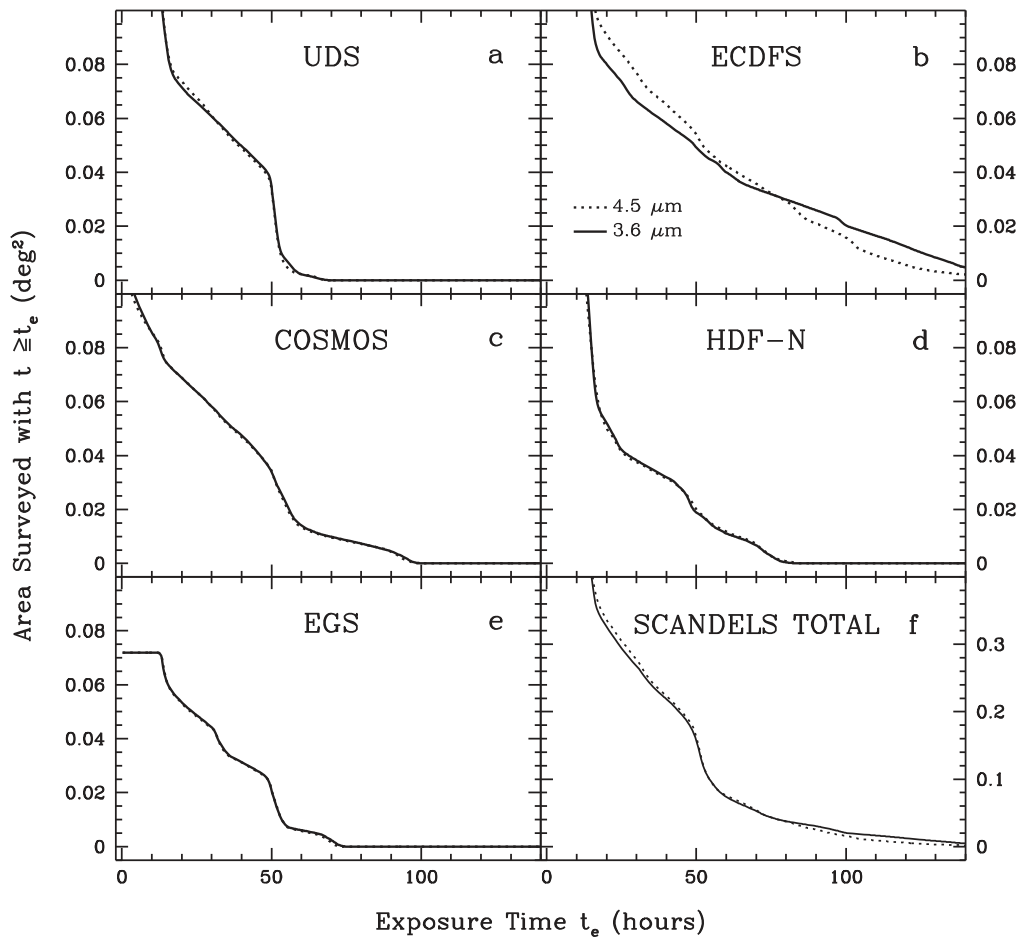 UDS a
0.08
0.06
0.04
0.02
0
ECDFS b
0.08
0.06
0.04
0.02
0
4.5 μm
3.6 μm
COSMOS c
0.08
0.06
0.04
0.02
0
HDF-N d
0.08
0.06
0.04
0.02
0
EGS e
0.08
0.06
0.04
0.02
0
SCANDELS TOTAL f
0.3
0.2
0.1
0
0 50 100
0 50 100
Area Surveyed with t ≧te (deg²)
Exposure Time te (hours)